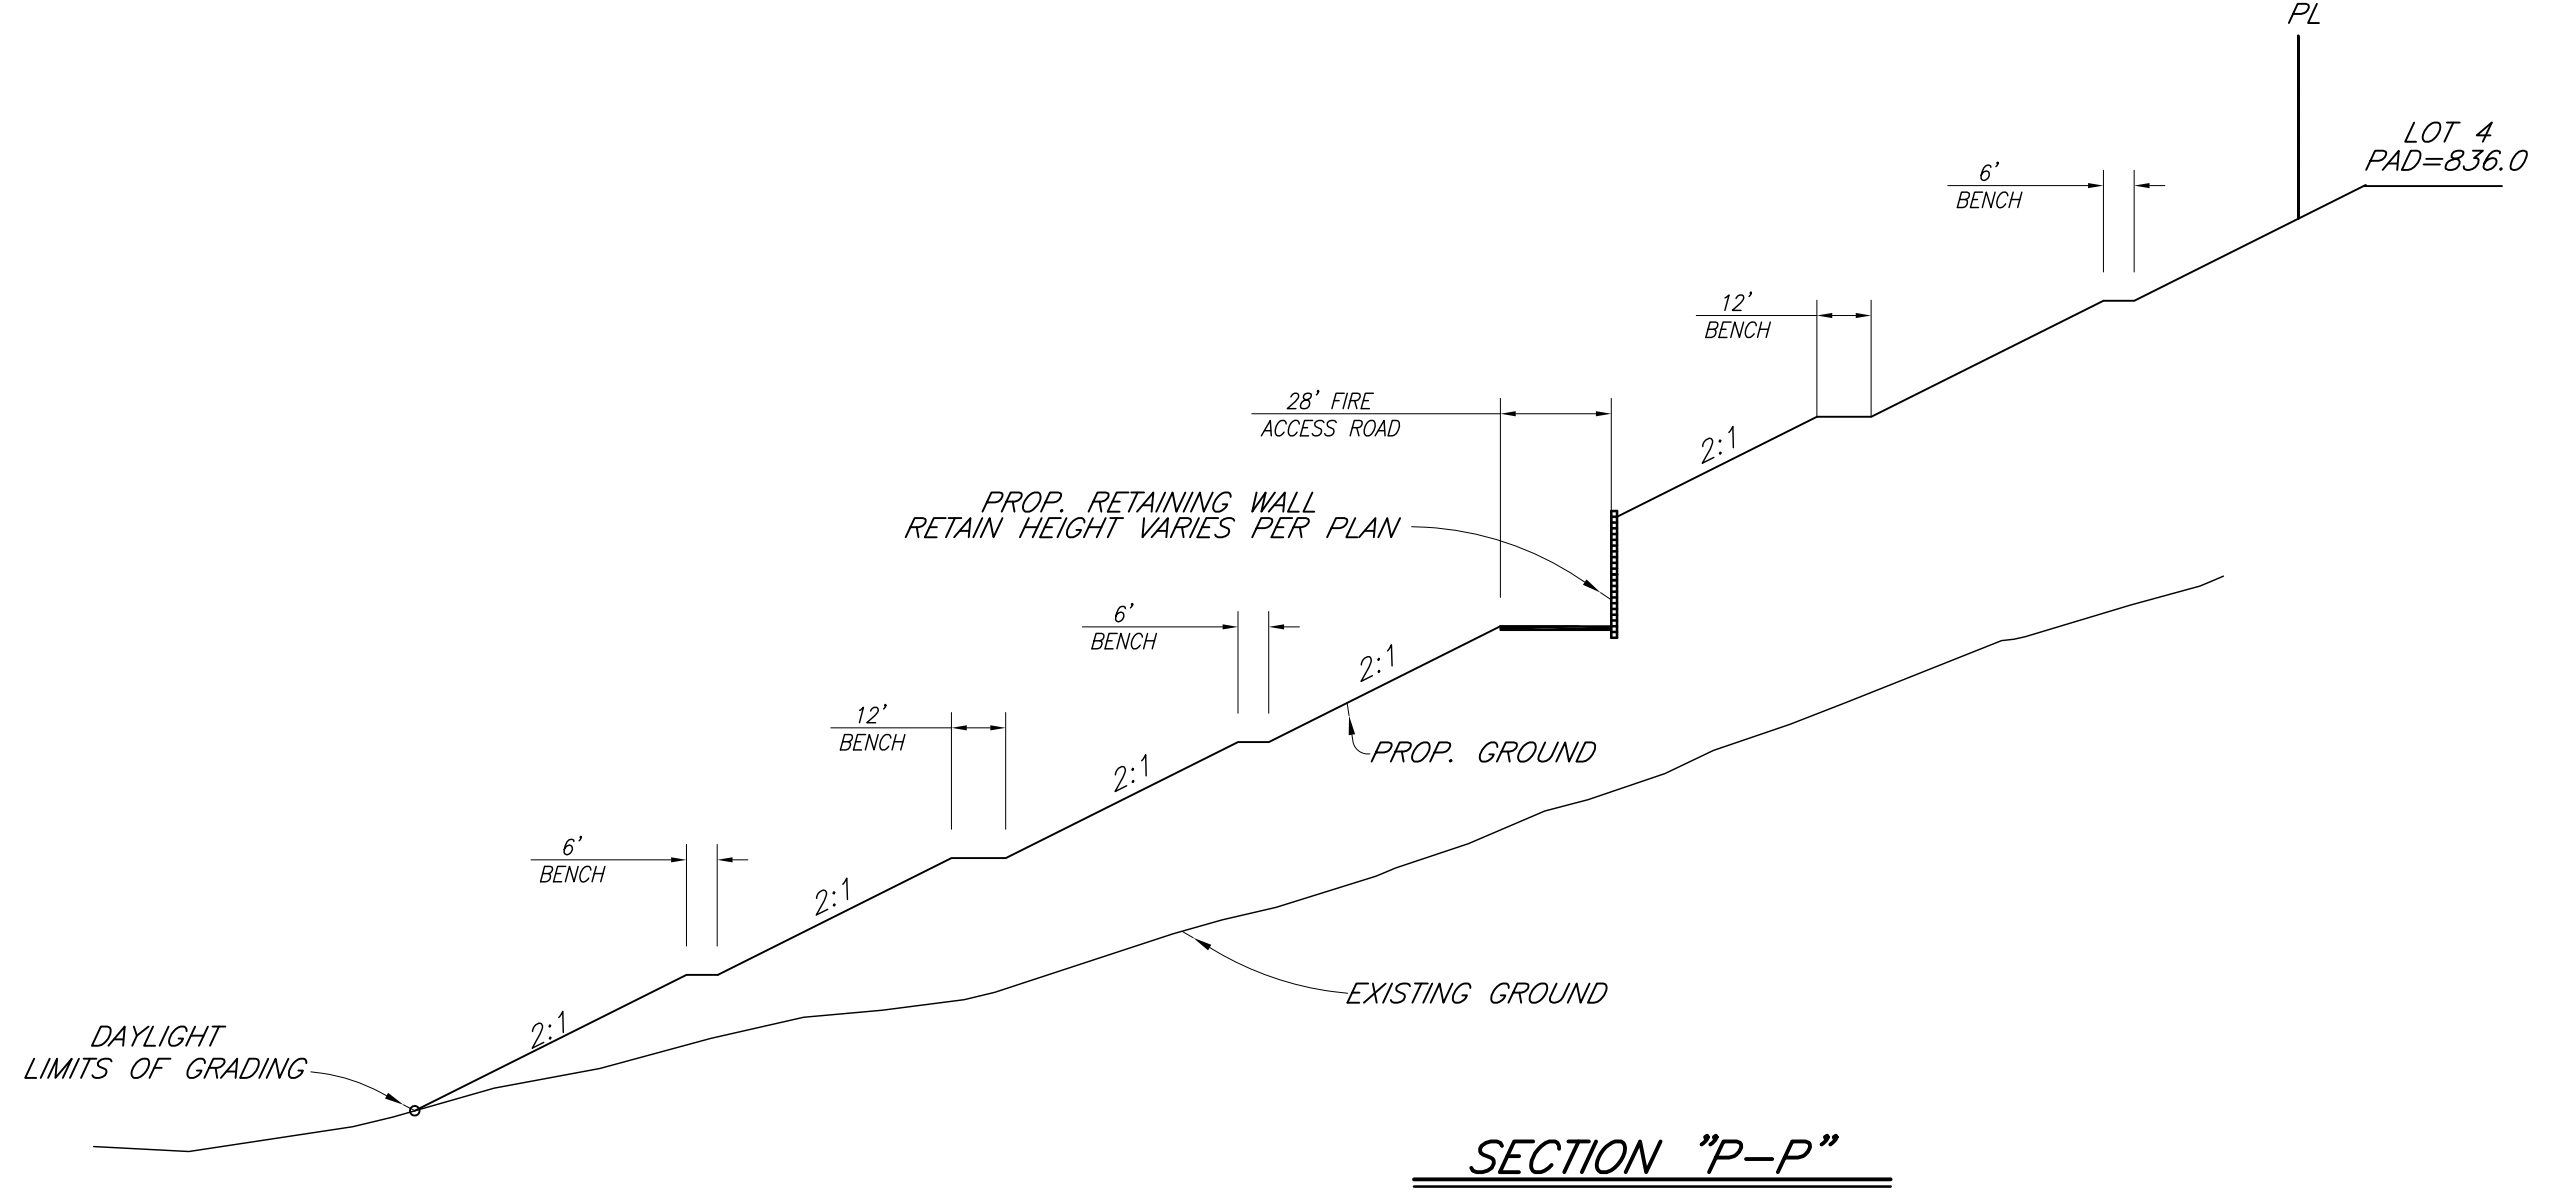 PL
LOT 4
PAD=836.0
6'
BENCH
12'
BENCH
28' FIRE
ACCESS ROAD
2:1
PROP. RETAINING WALL
RETAIN HEIGHT VARIES PER PLAN
6'
BENCH
2:1
12'
BENCH
PROP. GROUND
2:1
6'
BENCH
2:1
EXISTING GROUND
2:1
DAYLIGHT
LIMITS OF GRADING
SECTION "P-P"